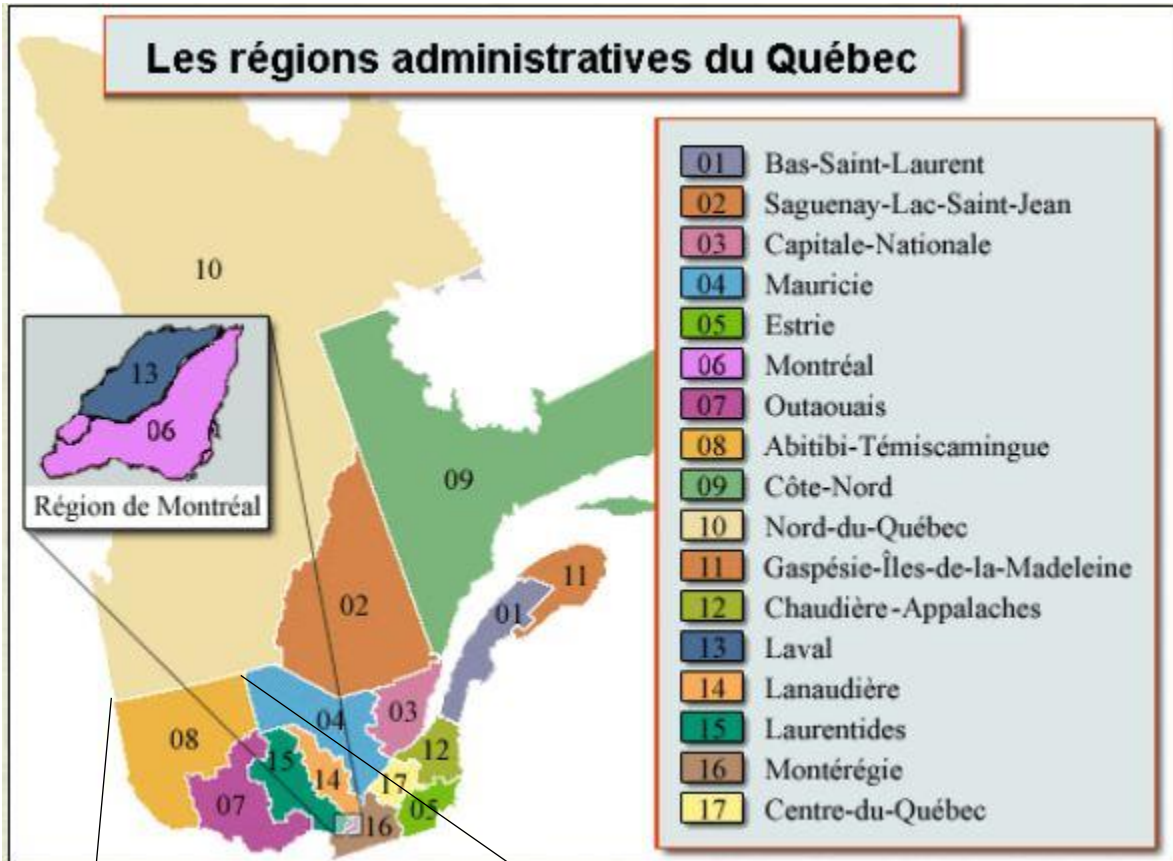 Les régions administratives du Québec
01 Bas-Saint-Laurent
02 Saguenay-Lac-Saint-Jean
03 Capitale-Nationale
04 Mauricie
05 Estrie
06 Montréal
07 Outaouais
08 Abitibi-Témiscamingue
09 Côte-Nord
10 Nord-du-Québec
11 Gaspésie-Îles-de-la-Madeleine
12 Chaudière-Appalaches
13 Laval
14 Lanaudière
15 Laurentides
16 Montérégie
17 Centre-du-Québec
10
13
06
Région de Montréal
09
11
02
01
03
04
08
12
15
14
17
07
16
05